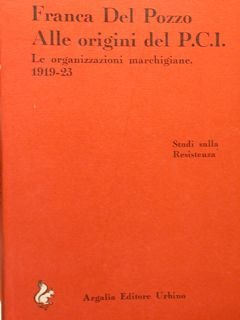 Franca Del Pozzo
Alle origini del P.C.I.
Le organizzazioni marchigiane.
1919-23
Studi sulla
Resistenza
Argalia Editore Urbino